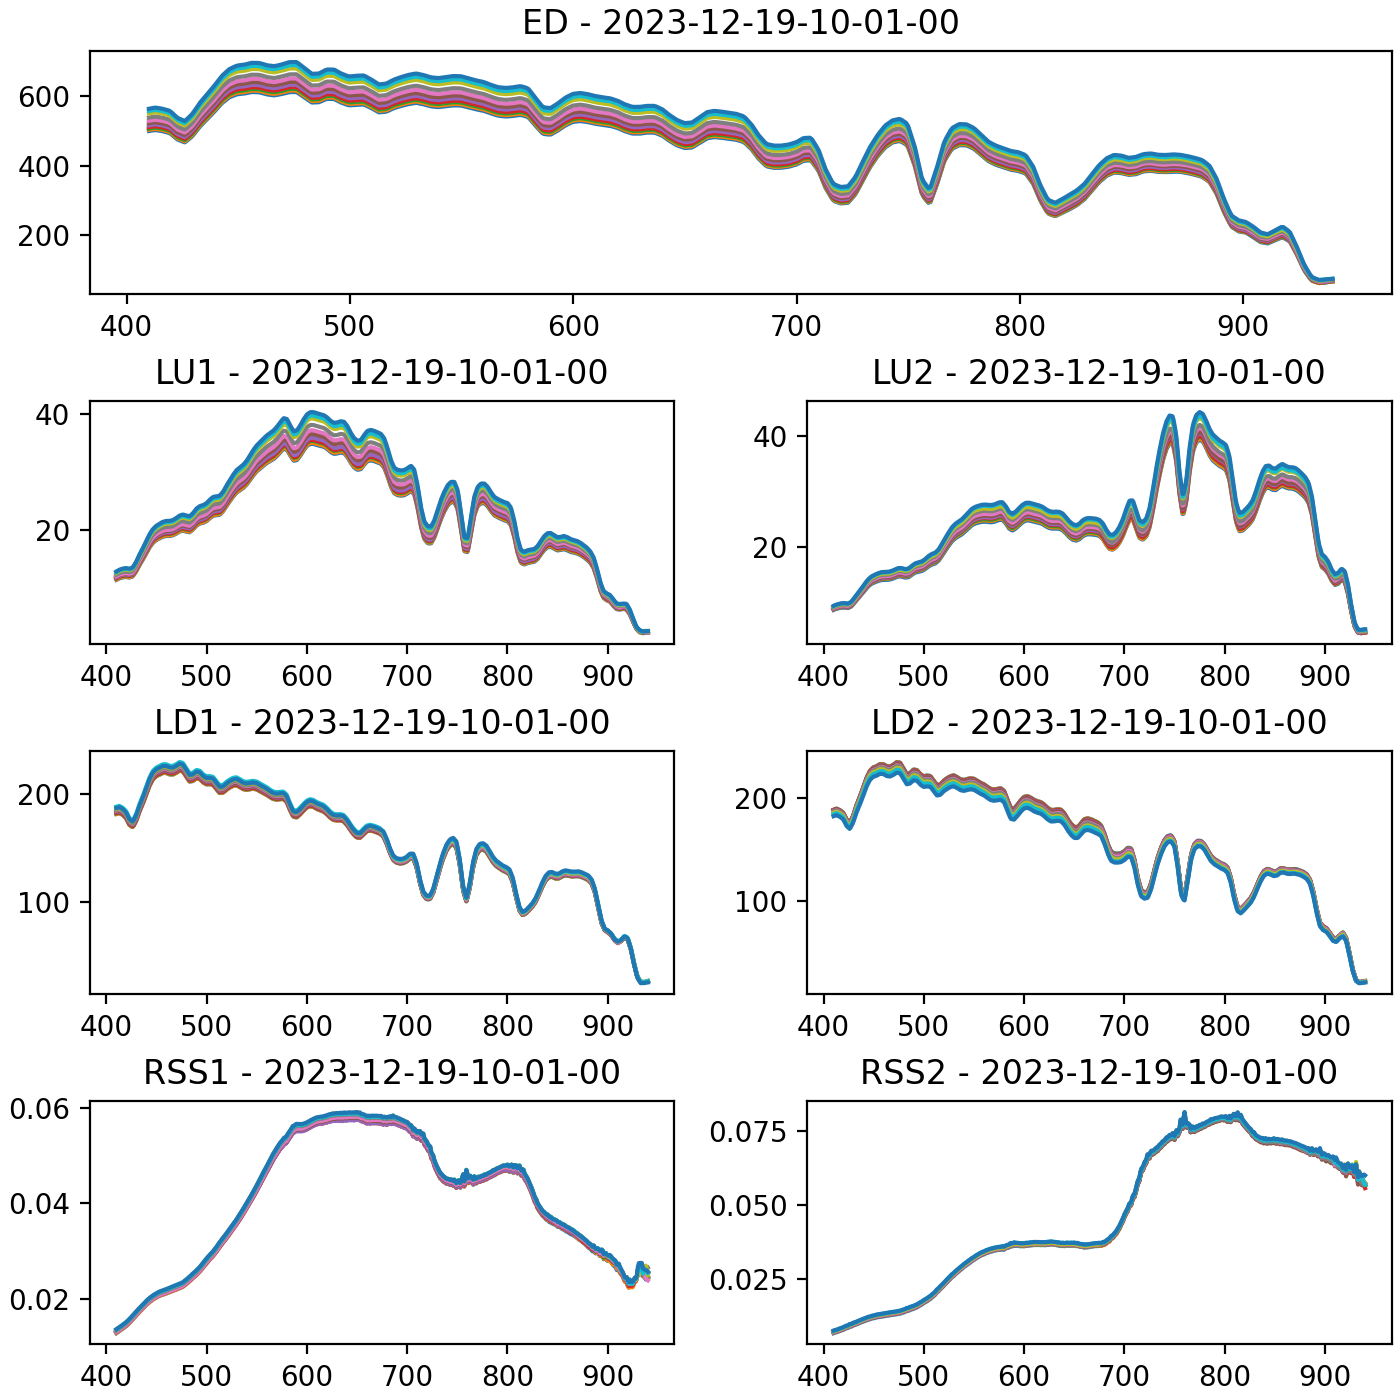 ED - 2023-12-19-10-01-00
600
400
200
400 500 600 700 800 900
LU1 - 2023-12-19-10-01-00
40
20
400 500 600 700 800 900
LU2 - 2023-12-19-10-01-00
40
20
400 500 600 700 800 900
LD1 - 2023-12-19-10-01-00
200
100
400 500 600 700 800 900
LD2 - 2023-12-19-10-01-00
200
100
400 500 600 700 800 900
RSS1 - 2023-12-19-10-01-00
0.06
0.04
0.02
400 500 600 700 800 900
RSS2 - 2023-12-19-10-01-00
0.075
0.050
0.025
400 500 600 700 800 900